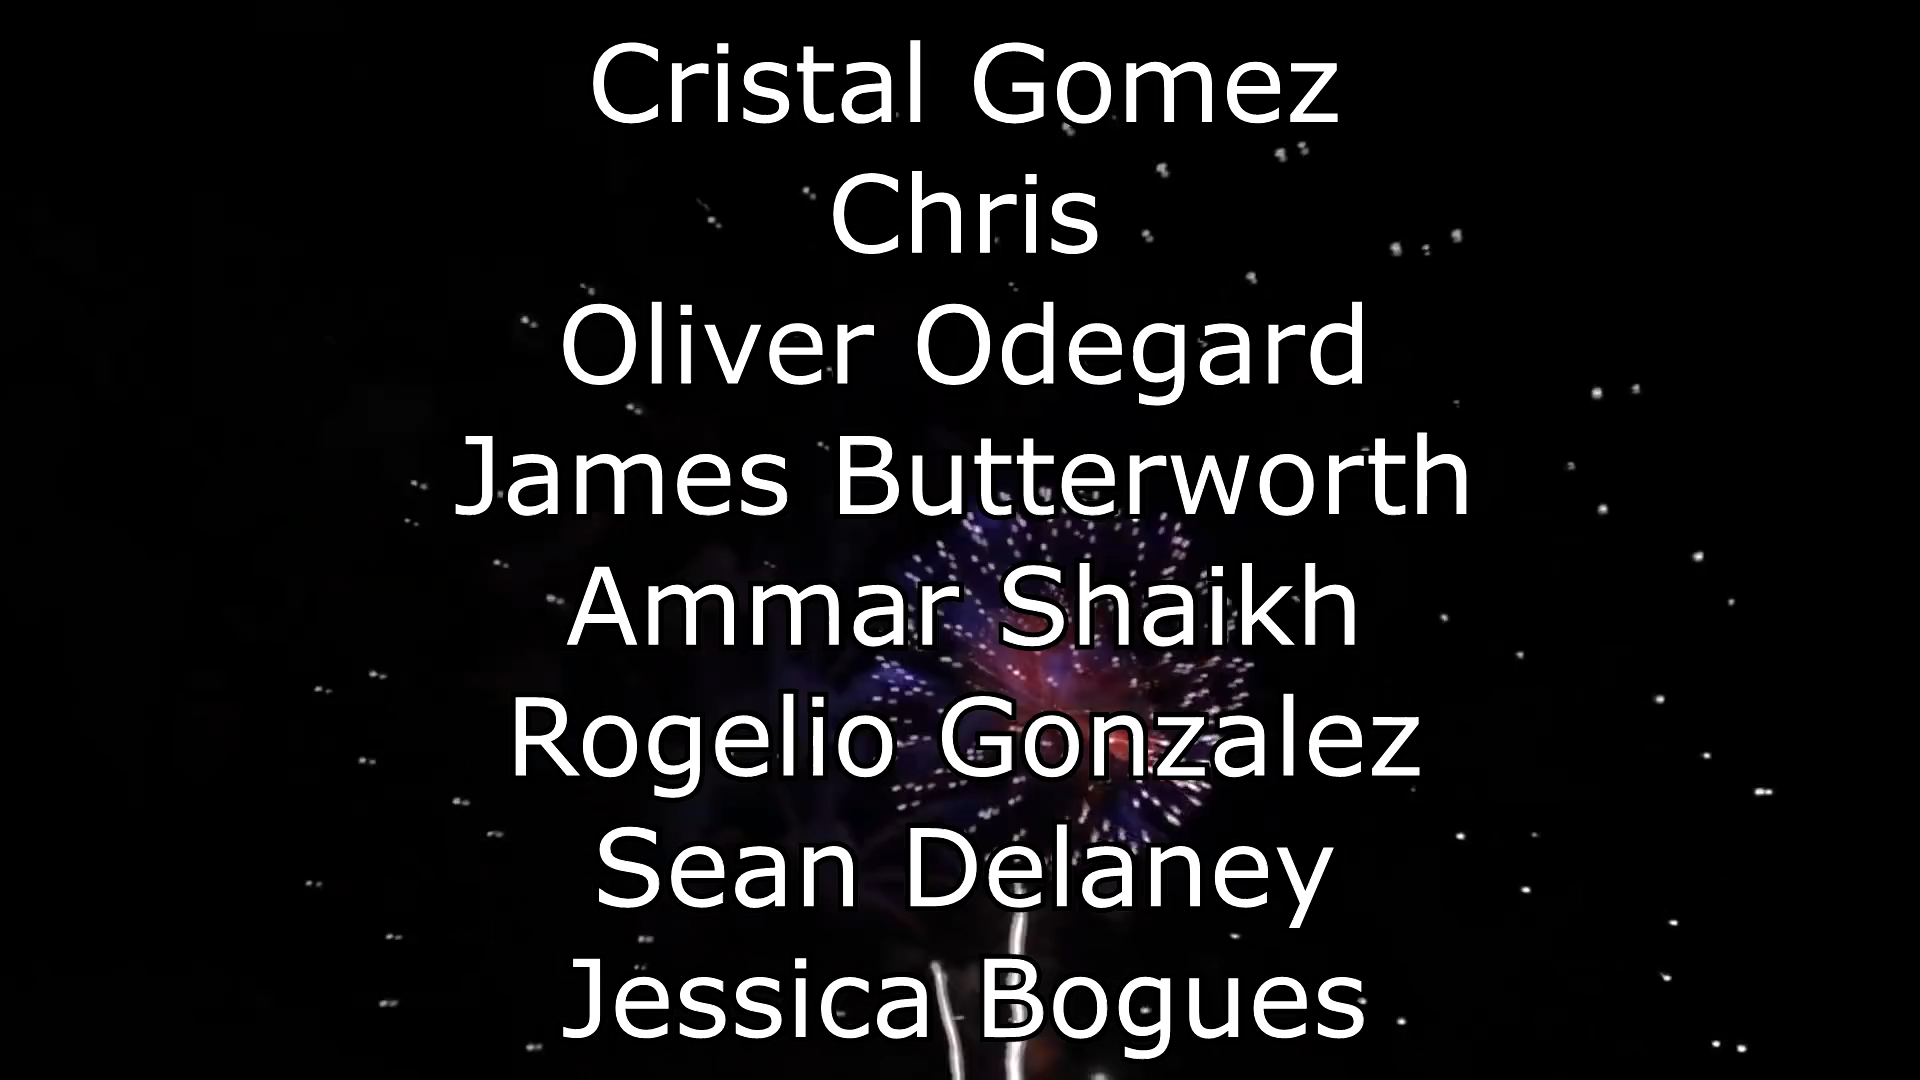 Cristal Gomez
Chris
Oliver Odegard
James Butterworth
Ammar Shaikh
Rogelio Gonzalez
Sean Delaney
Jessica Bogues